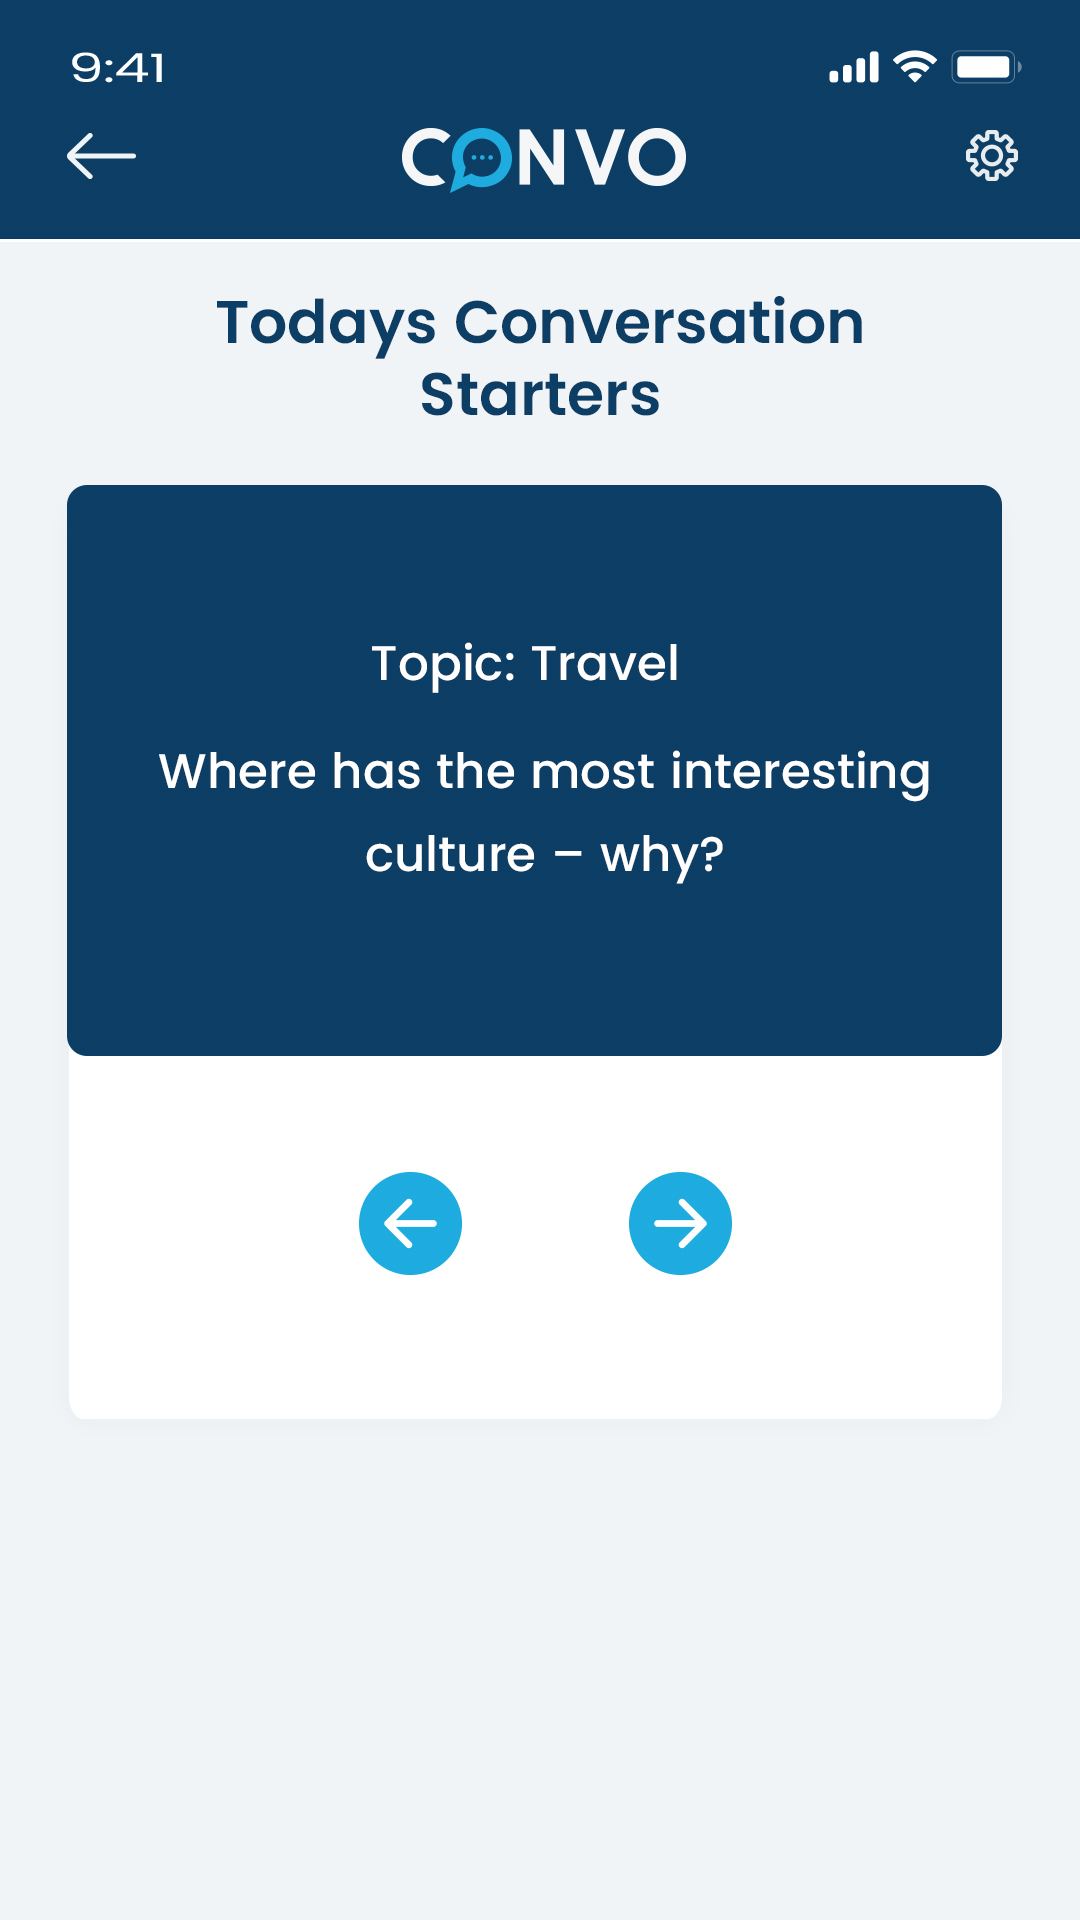 9:41
CONVO
Todays Conversation
Starters
Topic: Travel
Where has the most interesting
culture – why?